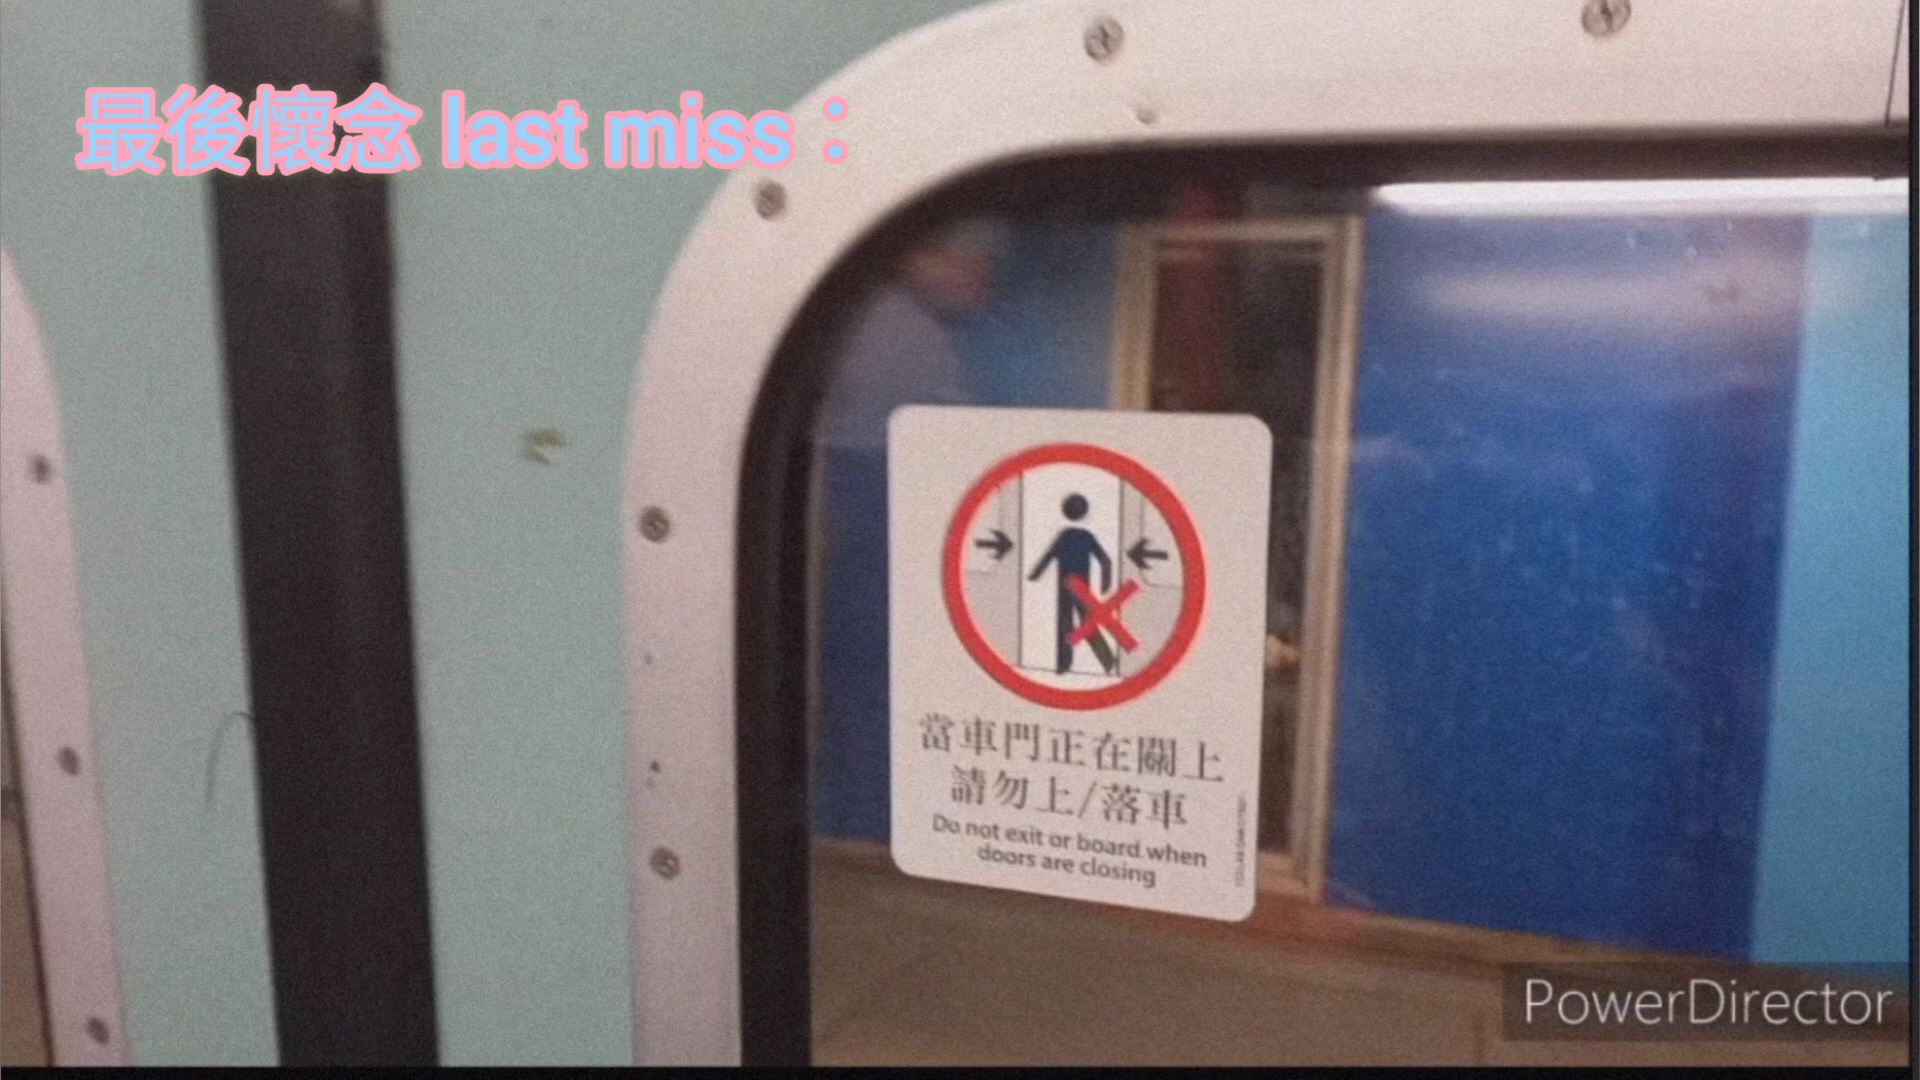 最後懷念 last miss：
當車門正在關上
請勿上/落車
Do not exit or board when
doors are closing
PowerDirector